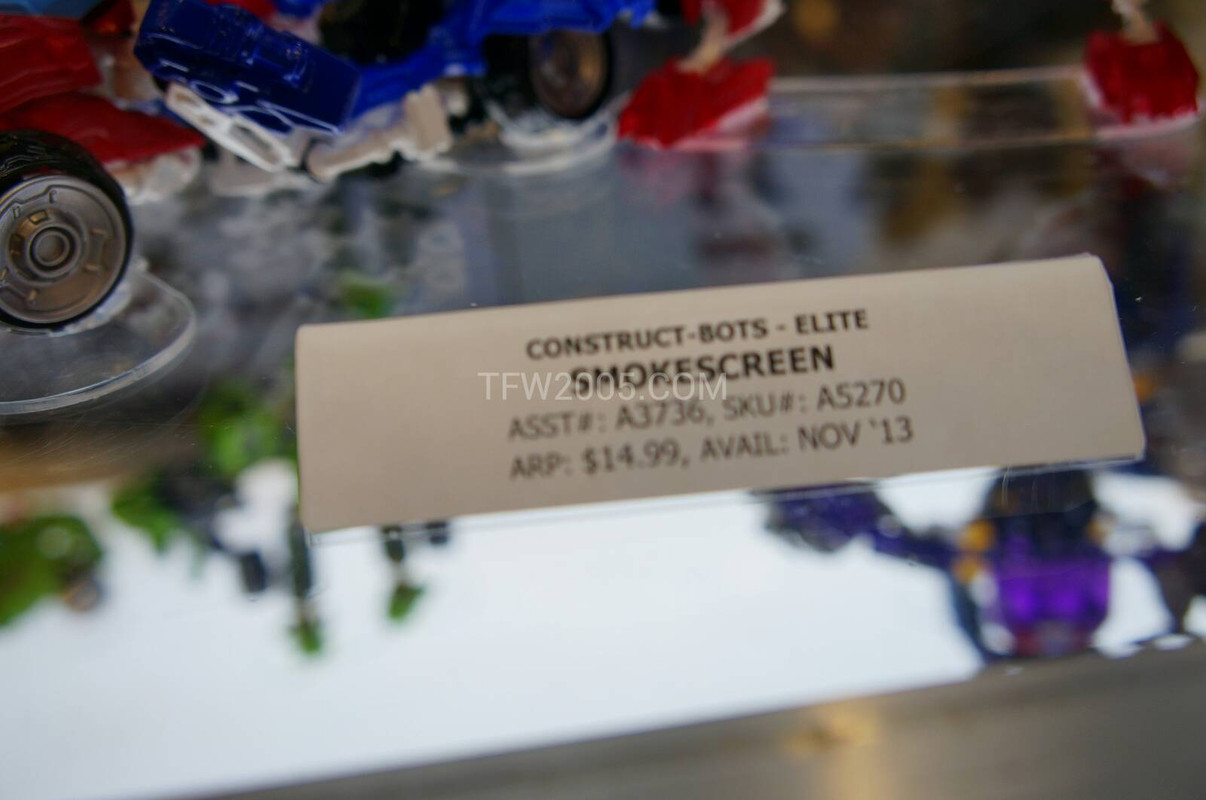 CONSTRUCT-BOTS - ELITE
SMOKESCREEN
TFW2005.COM
ASST#: A3736, SKU#: A5270
ARP: $14.99, AVAIL: NOV '13